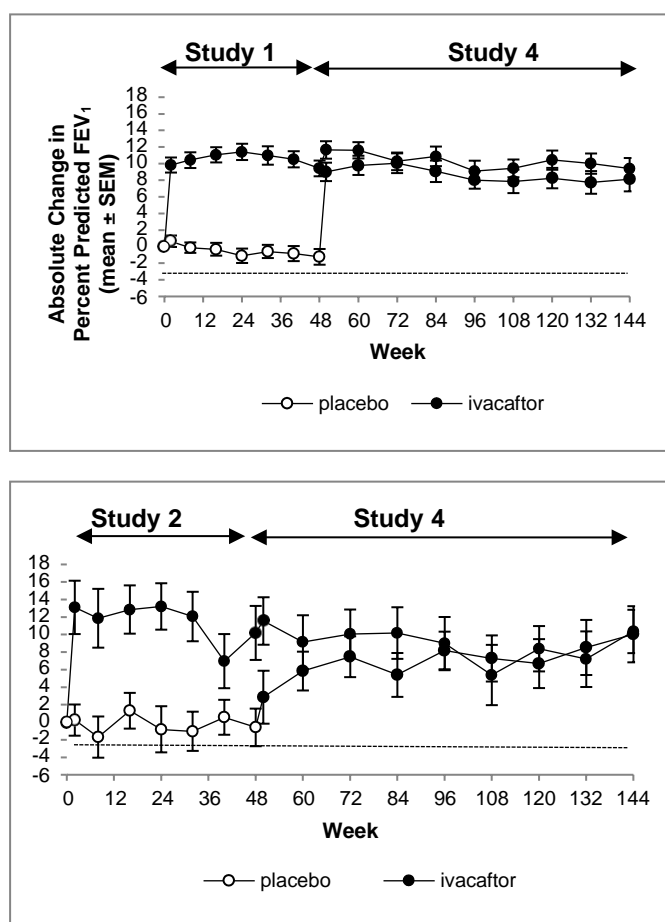 Study 1 Study 4
Absolute Change in
Percent Predicted FEV₁
(mean ± SEM)
18
16
14
12
10
8
6
4
2
0
-2
-4
-6
0 12 24 36 48 60 72 84 96 108 120 132 144
Week
placebo ivacaftor
Study 2 Study 4
18
16
14
12
10
8
6
4
2
0
-2
-4
-6
0 12 24 36 48 60 72 84 96 108 120 132 144
Week
placebo ivacaftor